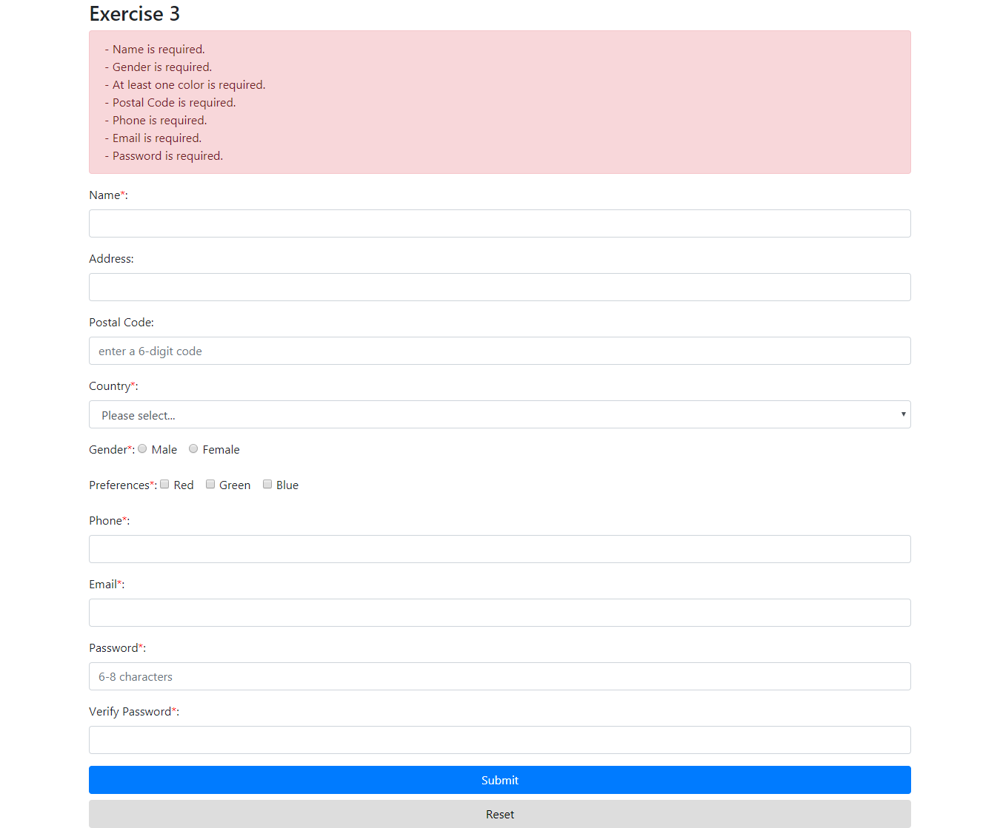 Exercise 3
- Name is required.
- Gender is required.
- At least one color is required.
- Postal Code is required.
- Phone is required.
- Email is required.
- Password is required.
Name*:
Address:
Postal Code:
enter a 6-digit code
Country*:
Please select...
Gender*: Male Female
Preferences*: Red Green Blue
Phone*:
Email*:
Password*:
6-8 characters
Verify Password*:
Submit
Reset